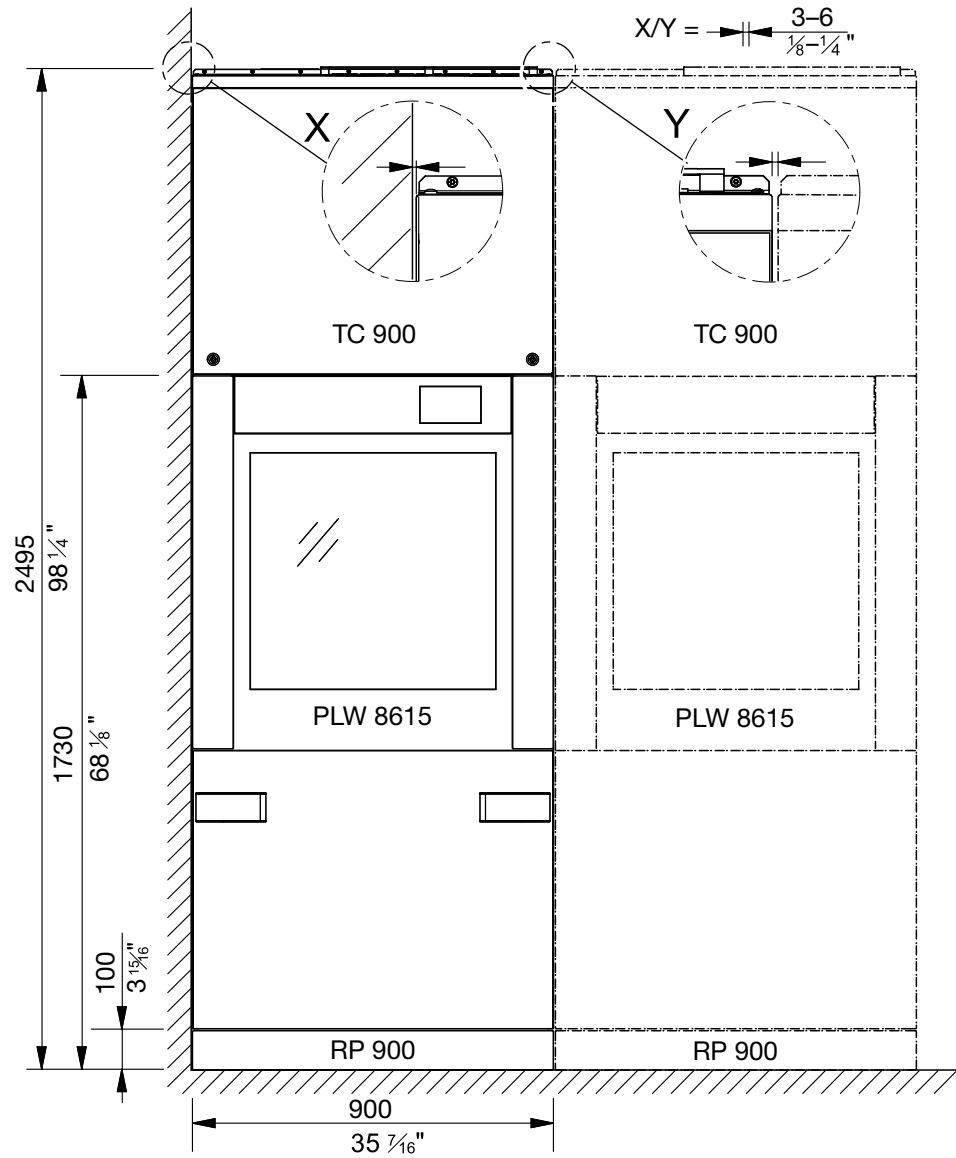 X/Y = 3–6
1/8–1/4"
X
Y
TC 900
TC 900
2495
98 1/4"
1730
68 1/8"
PLW 8615
PLW 8615
100
3 15/16"
RP 900
RP 900
900
35 7/16"